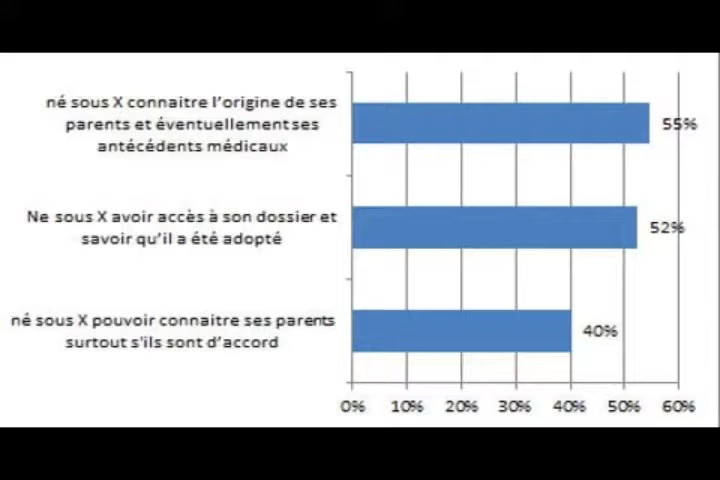 né sous X connaitre l'origine de ses
parents et éventuellement ses
antécédents médicaux
55%
Ne sous X avoir accès à son dossier et
savoir qu'il a été adopté
52%
né sous X pouvoir connaitre ses parents
surtout s'ils sont d'accord
40%
0% 10% 20% 30% 40% 50% 60%